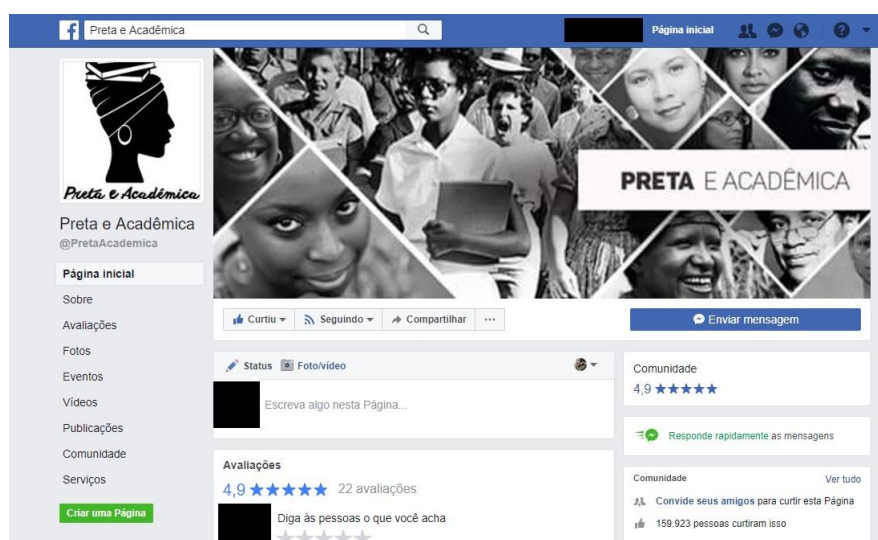 Preta e Acadêmica
Página inicial
Preta e Acadêmica
PRETA E ACADÊMICA
Preta e Acadêmica
@PretaAcademica
Página inicial
Sobre
Avaliações
Fotos
Eventos
Vídeos
Publicações
Comunidade
Serviços
Criar uma Página
Curtiu
Seguindo
Compartilhar
Enviar mensagem
Status
Foto/vídeo
Escreva algo nesta Página...
Avaliações
4,9
22 avaliações
Diga às pessoas o que você acha
Comunidade
4,9
Responde rapidamente as mensagens
Comunidade
Ver tudo
Convide seus amigos para curtir esta Página
159.923 pessoas curtiram isso